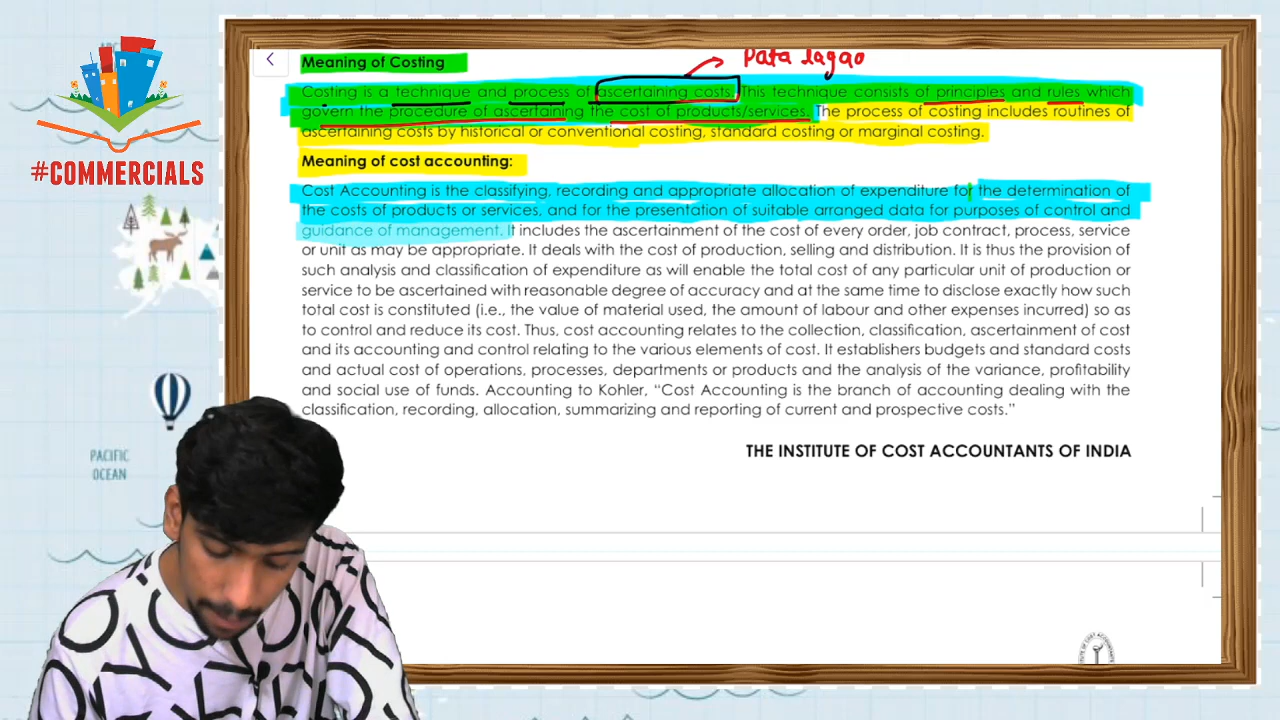 Pata lagao
Meaning of Costing
Costing is a technique and process of ascertaining costs. This technique consists of principles and rules which
govern the procedure of ascertaining the cost of products/services. The process of costing includes routines of
ascertaining costs by historical or conventional costing, standard costing or marginal costing.
Meaning of cost accounting:
Cost Accounting is the classifying, recording and appropriate allocation of expenditure for the determination of
the costs of products or services, and for the presentation of suitable arranged data for purposes of control and
guidance of management. It includes the ascertainment of the cost of every order, job contract, process, service
or unit as may be appropriate. It deals with the cost of production, selling and distribution. It is thus the provision of
such analysis and classification of expenditure as will enable the total cost of any particular unit of production or
service to be ascertained with reasonable degree of accuracy and at the same time to disclose exactly how such
total cost is constituted (i.e., the value of material used, the amount of labour and other expenses incurred) so as
to control and reduce its cost. Thus, cost accounting relates to the collection, classification, ascertainment of cost
and its accounting and control relating to the various elements of cost. It establishers budgets and standard costs
and actual cost of operations, processes, departments or products and the analysis of the variance, profitability
and social use of funds. Accounting to Kohler, “Cost Accounting is the branch of accounting dealing with the
classification, recording, allocation, summarizing and reporting of current and prospective costs.”
THE INSTITUTE OF COST ACCOUNTANTS OF INDIA
#COMMERCIALS
PACIFIC
OCEAN